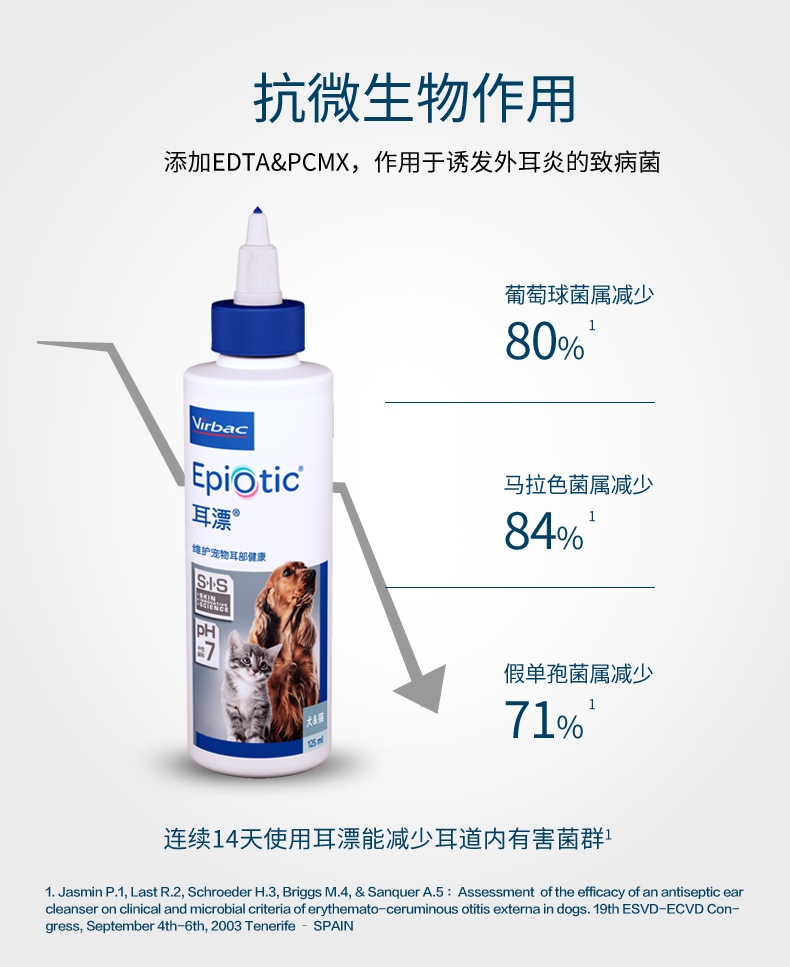 抗微生物作用
添加EDTA&PCMX，作用于诱发外耳炎的致病菌
葡萄球菌属减少
80%1
马拉色菌属减少
84%1
假单孢菌属减少
71%1
Virbac
Epiotic®
耳漂®
维护宠物耳部健康
S·I·S
SKIN
INNOVATIVE
SCIENCE
pH
7
犬&猫
125 ml
连续14天使用耳漂能减少耳道内有害菌群1
1. Jasmin P.1, Last R.2, Schroeder H.3, Briggs M.4, & Sanquer A.5： Assessment of the efficacy of an antiseptic ear
cleanser on clinical and microbial criteria of erythemato-ceruminous otitis externa in dogs. 19th ESVD-ECVD Con-
gress, September 4th-6th, 2003 Tenerife - SPAIN